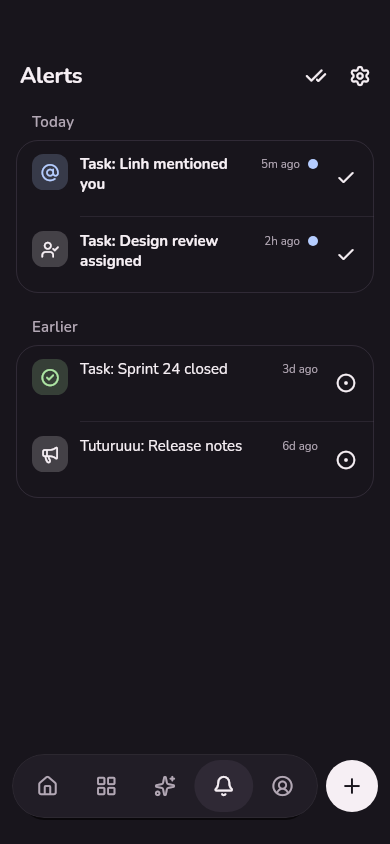 Alerts
Today
Task: Linh mentioned you
5m ago
Task: Design review assigned
2h ago
Earlier
Task: Sprint 24 closed
3d ago
Tuturuuu: Release notes
6d ago